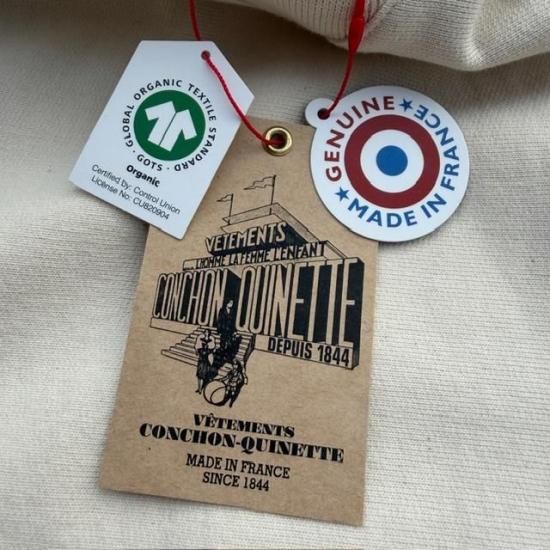 GLOBAL ORGANIC TEXTILE STANDARD
· GOTS ·
Organic
Certified by: Control Union
License No: CU820904
GENUINE
MADE IN FRANCE
VÊTEMENTS
L'HOMME LA FEMME L'ENFANT
CONCHON QUINETTE
DEPUIS 1844
VÊTEMENTS
CONCHON-QUINETTE
MADE IN FRANCE
SINCE 1844